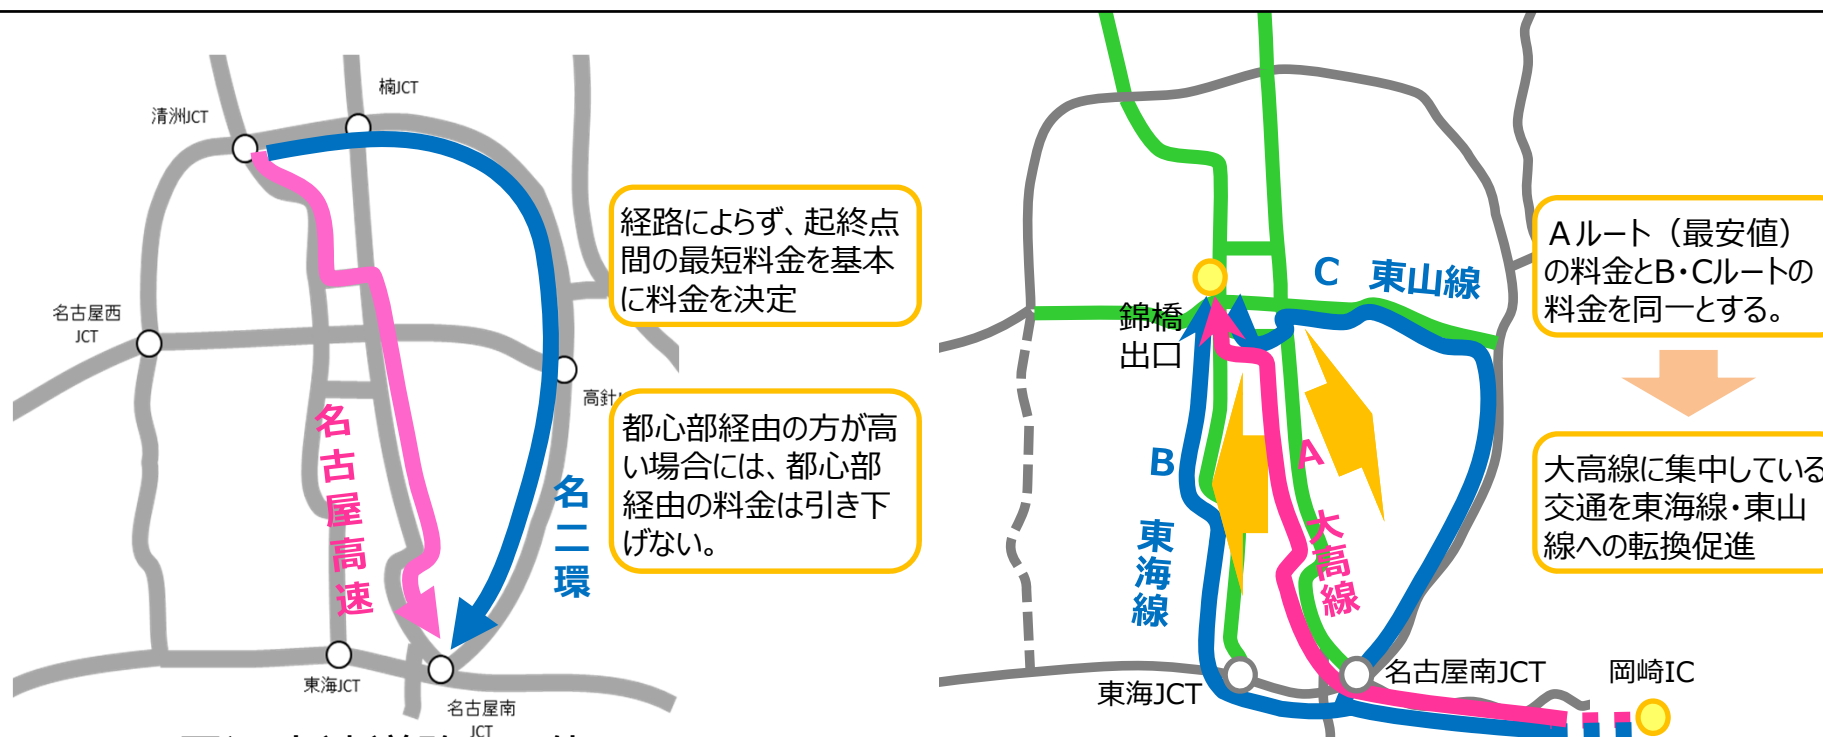 楠JCT
清洲JCT
名古屋西
JCT
高針
東海JCT
名古屋南
JCT
名古屋高速
名二環
経路によらず、起終点
間の最短料金を基本
に料金を決定
都心部経由の方が高
い場合には、都心部
経由の料金は引き下
げない。
C 東山線
錦橋
出口
B
東海線
A
大高線
東海JCT
名古屋南JCT
岡崎IC
Aルート（最安値）
の料金とB・Cルートの
料金を同一とする。
大高線に集中している
交通を東海線・東山
線への転換促進